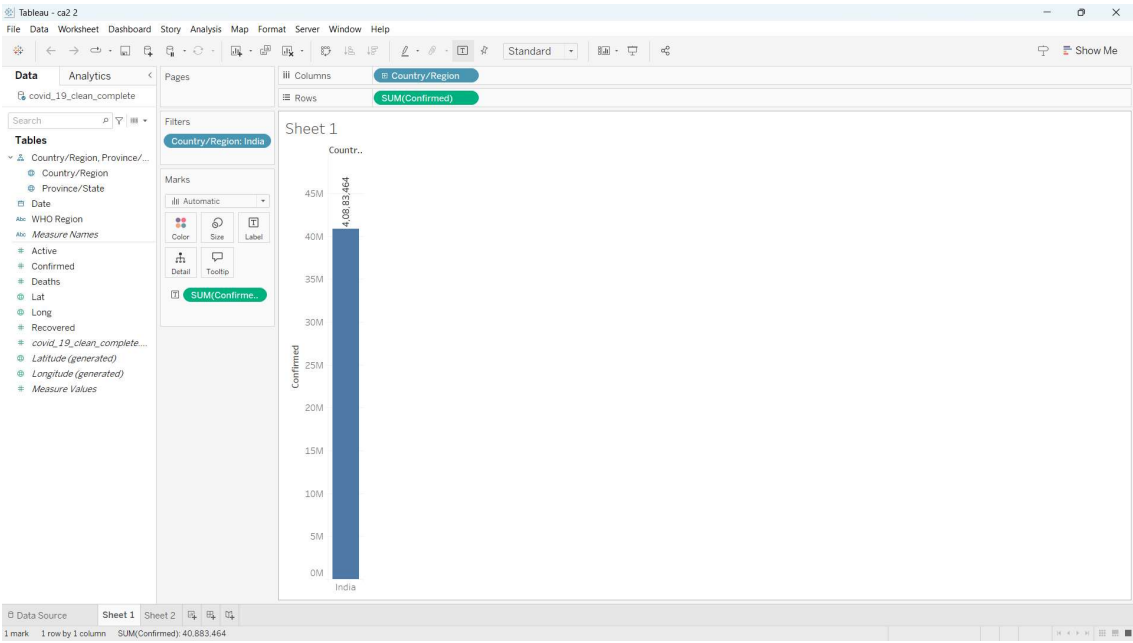 Tableau - ca2 2
File Data Worksheet Dashboard Story Analysis Map Format Server Window Help
Standard
Show Me
Data Analytics
covid_19_clean_complete
Search
Tables
Country/Region, Province/...
Country/Region
Province/State
Date
Abc WHO Region
Abc Measure Names
# Active
# Confirmed
# Deaths
Lat
Long
# Recovered
# covid_19_clean_complete....
Latitude (generated)
Longitude (generated)
# Measure Values
Pages
Filters
Country/Region: India
Marks
Automatic
Color Size Label
Detail Tooltip
SUM(Confirme..
Columns Country/Region
Rows SUM(Confirmed)
Sheet 1
Countr..
4,08,83,464
45M
40M
35M
30M
25M
20M
15M
10M
5M
0M
Confirmed
India
Data Source Sheet 1 Sheet 2
1 mark 1 row by 1 column SUM(Confirmed): 40,883,464